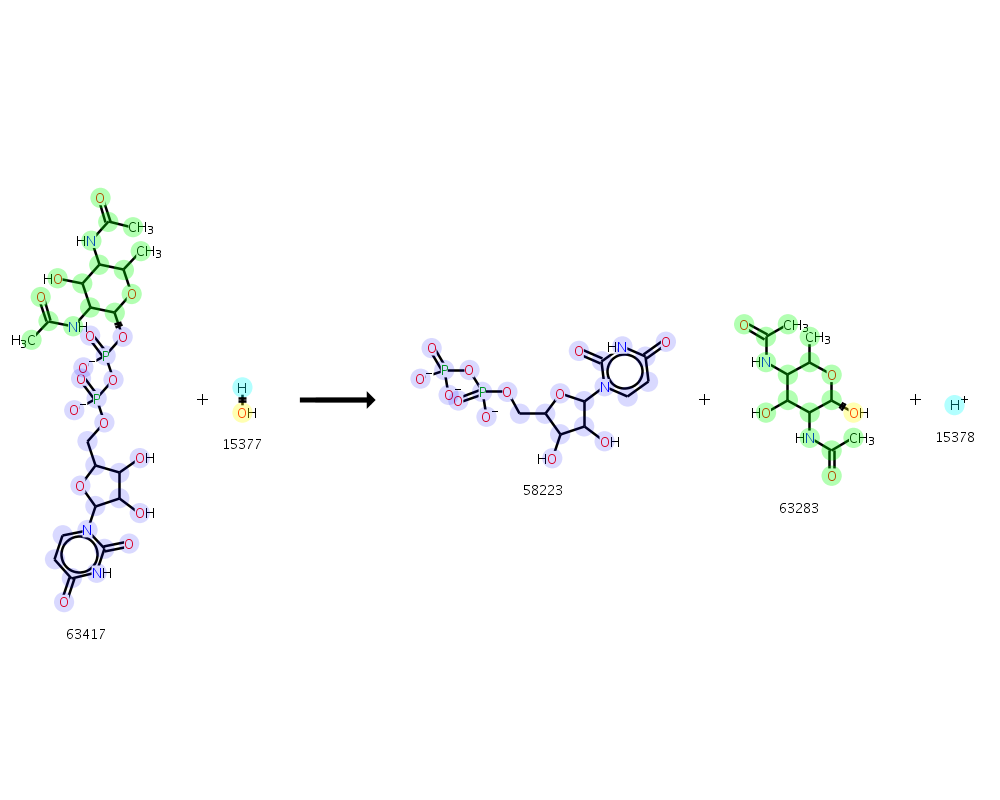 O
CH₃
HN
CH₃
HO
O
O
NH
H₃C
O
O
P
O⁻
O
O
P
O⁻
O
OH
O
OH
N
O
NH
O
63417
+
H
OH
15377
O
P
O
O⁻
O⁻
P
O
O⁻
O
O
HN
O
O
N
OH
HO
58223
+
O
CH₃
CH₃
HN
O
HO
OH
HN
CH₃
O
63283
+
H⁺
15378